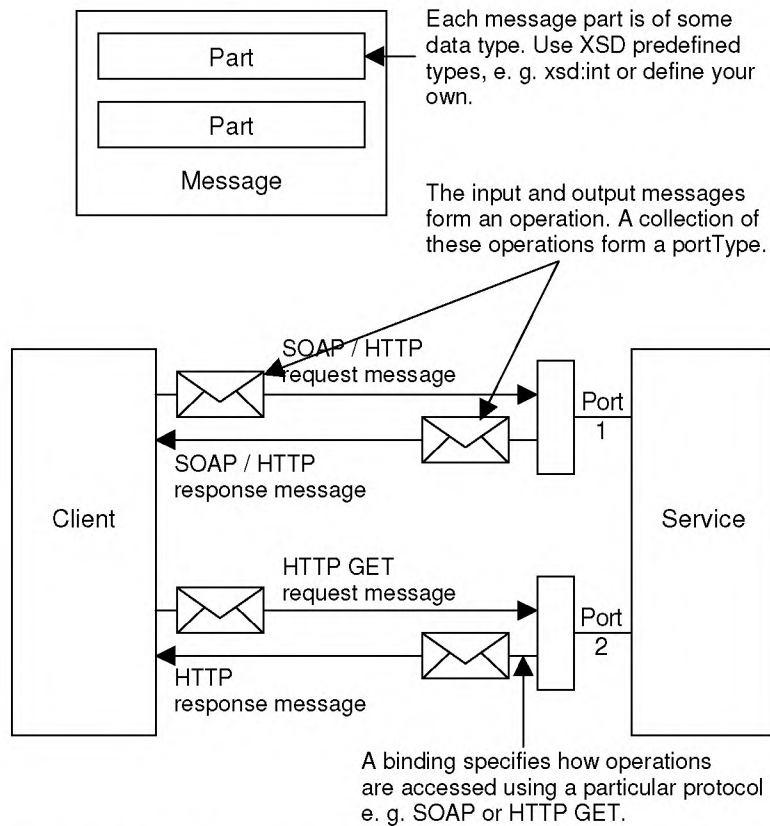 Each message part is of some
data type. Use XSD predefined
types, e. g. xsd:int or define your
own.
Part
Part
Message
The input and output messages
form an operation. A collection of
these operations form a portType.
SOAP / HTTP
request message
Port
1
SOAP / HTTP
response message
Client
Service
HTTP GET
request message
Port
2
HTTP
response message
A binding specifies how operations
are accessed using a particular protocol
e. g. SOAP or HTTP GET.